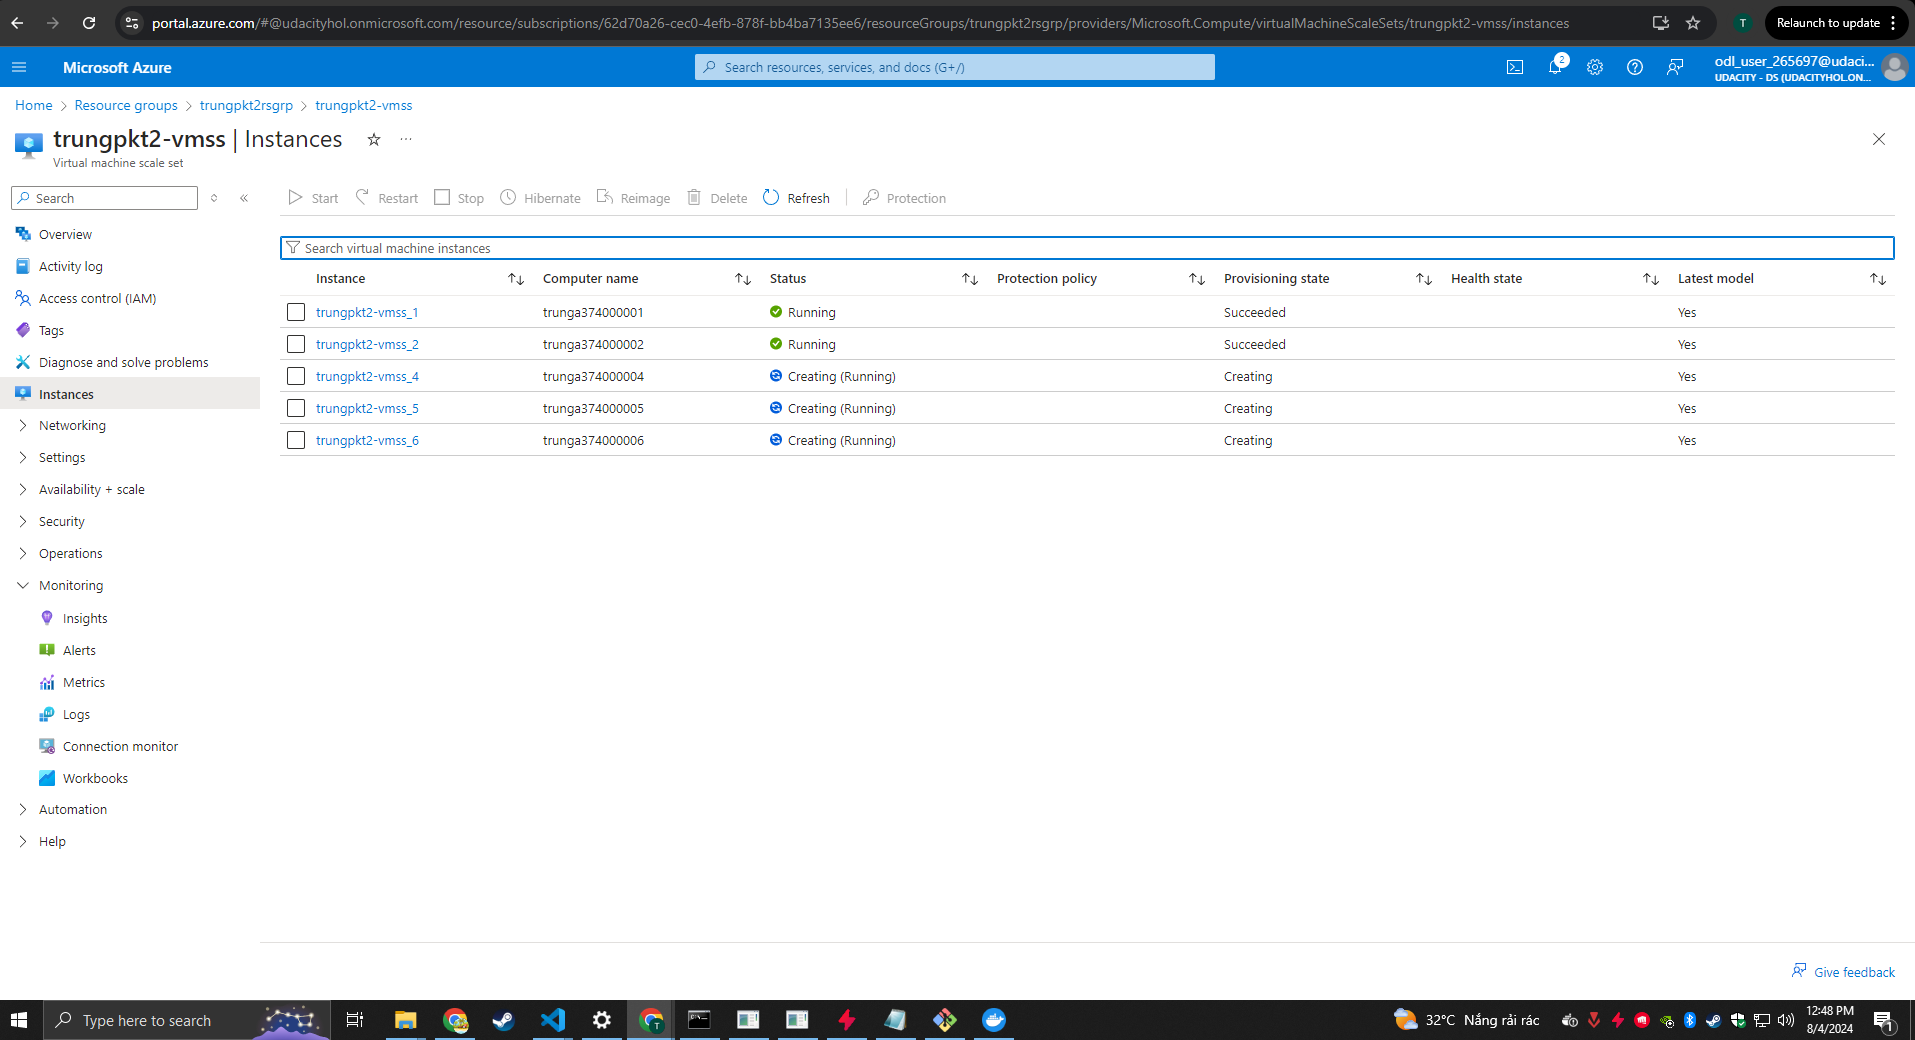 portal.azure.com/#@udacityhol.onmicrosoft.com/resource/subscriptions/62d70a26-cec0-4efb-878f-bb4ba7135ee6/resourceGroups/trungpkt2rsgrp/providers/Microsoft.Compute/virtualMachineScaleSets/trungpkt2-vmss/instances
T
Relaunch to update
Microsoft Azure
Search resources, services, and docs (G+/)
2
odl_user_265697@udaci...
UDACITY - DS (UDACITYHOL.ON...
Home > Resource groups > trungpkt2rsgrp > trungpkt2-vmss
trungpkt2-vmss | Instances
Virtual machine scale set
Search
Start Restart Stop Hibernate Reimage Delete Refresh Protection
Overview
Activity log
Access control (IAM)
Tags
Diagnose and solve problems
Instances
Networking
Settings
Availability + scale
Security
Operations
Monitoring
Insights
Alerts
Metrics
Logs
Connection monitor
Workbooks
Automation
Help
Search virtual machine instances
Instance Computer name Status Protection policy Provisioning state Health state Latest model
trungpkt2-vmss_1 trunga374000001 Running Succeeded Yes
trungpkt2-vmss_2 trunga374000002 Running Succeeded Yes
trungpkt2-vmss_4 trunga374000004 Creating (Running) Creating Yes
trungpkt2-vmss_5 trunga374000005 Creating (Running) Creating Yes
trungpkt2-vmss_6 trunga374000006 Creating (Running) Creating Yes
Give feedback
Type here to search
32°C Nắng rải rác
12:48 PM
8/4/2024
1